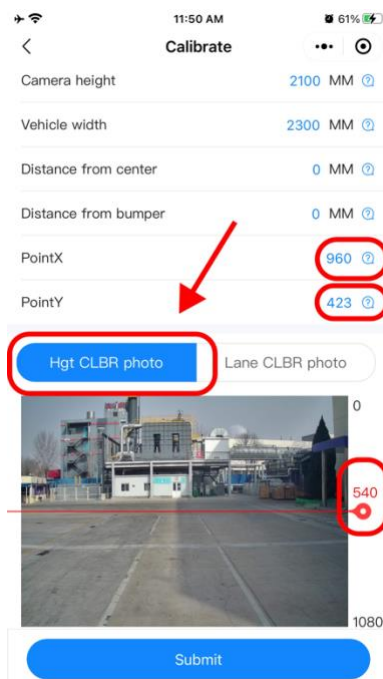 11:50 AM 61%
Calibrate
Camera height 2100 MM ?
Vehicle width 2300 MM ?
Distance from center 0 MM ?
Distance from bumper 0 MM ?
PointX 960 ?
PointY 423 ?
Hgt CLBR photo Lane CLBR photo
0
540
1080
Submit